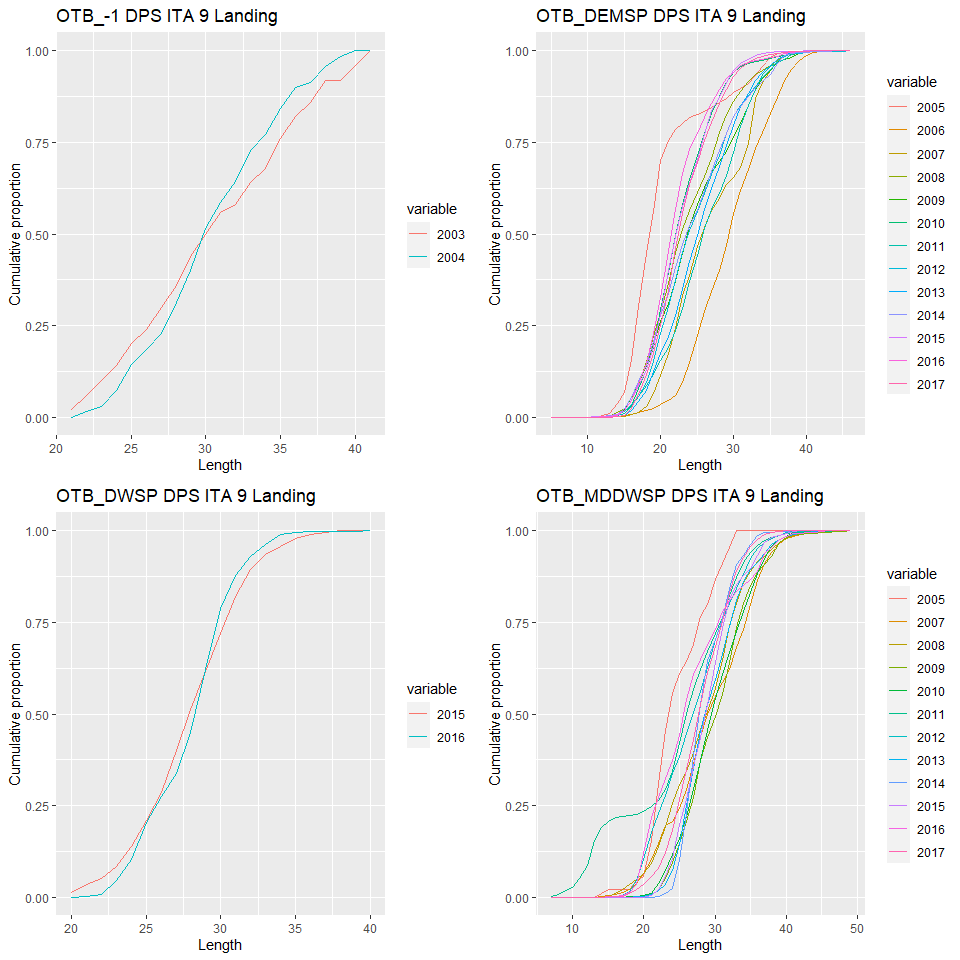 OTB_-1 DPS ITA 9 Landing
1.00
0.75
0.50
0.25
0.00
Cumulative proportion
20 25 30 35 40
Length
variable
2003
2004
OTB_DEMSP DPS ITA 9 Landing
1.00
0.75
0.50
0.25
0.00
Cumulative proportion
10 20 30 40
Length
variable
2005
2006
2007
2008
2009
2010
2011
2012
2013
2014
2015
2016
2017
OTB_DWSP DPS ITA 9 Landing
1.00
0.75
0.50
0.25
0.00
Cumulative proportion
20 25 30 35 40
Length
variable
2015
2016
OTB_MDDWSP DPS ITA 9 Landing
1.00
0.75
0.50
0.25
0.00
Cumulative proportion
10 20 30 40 50
Length
variable
2005
2007
2008
2009
2010
2011
2012
2013
2014
2015
2016
2017